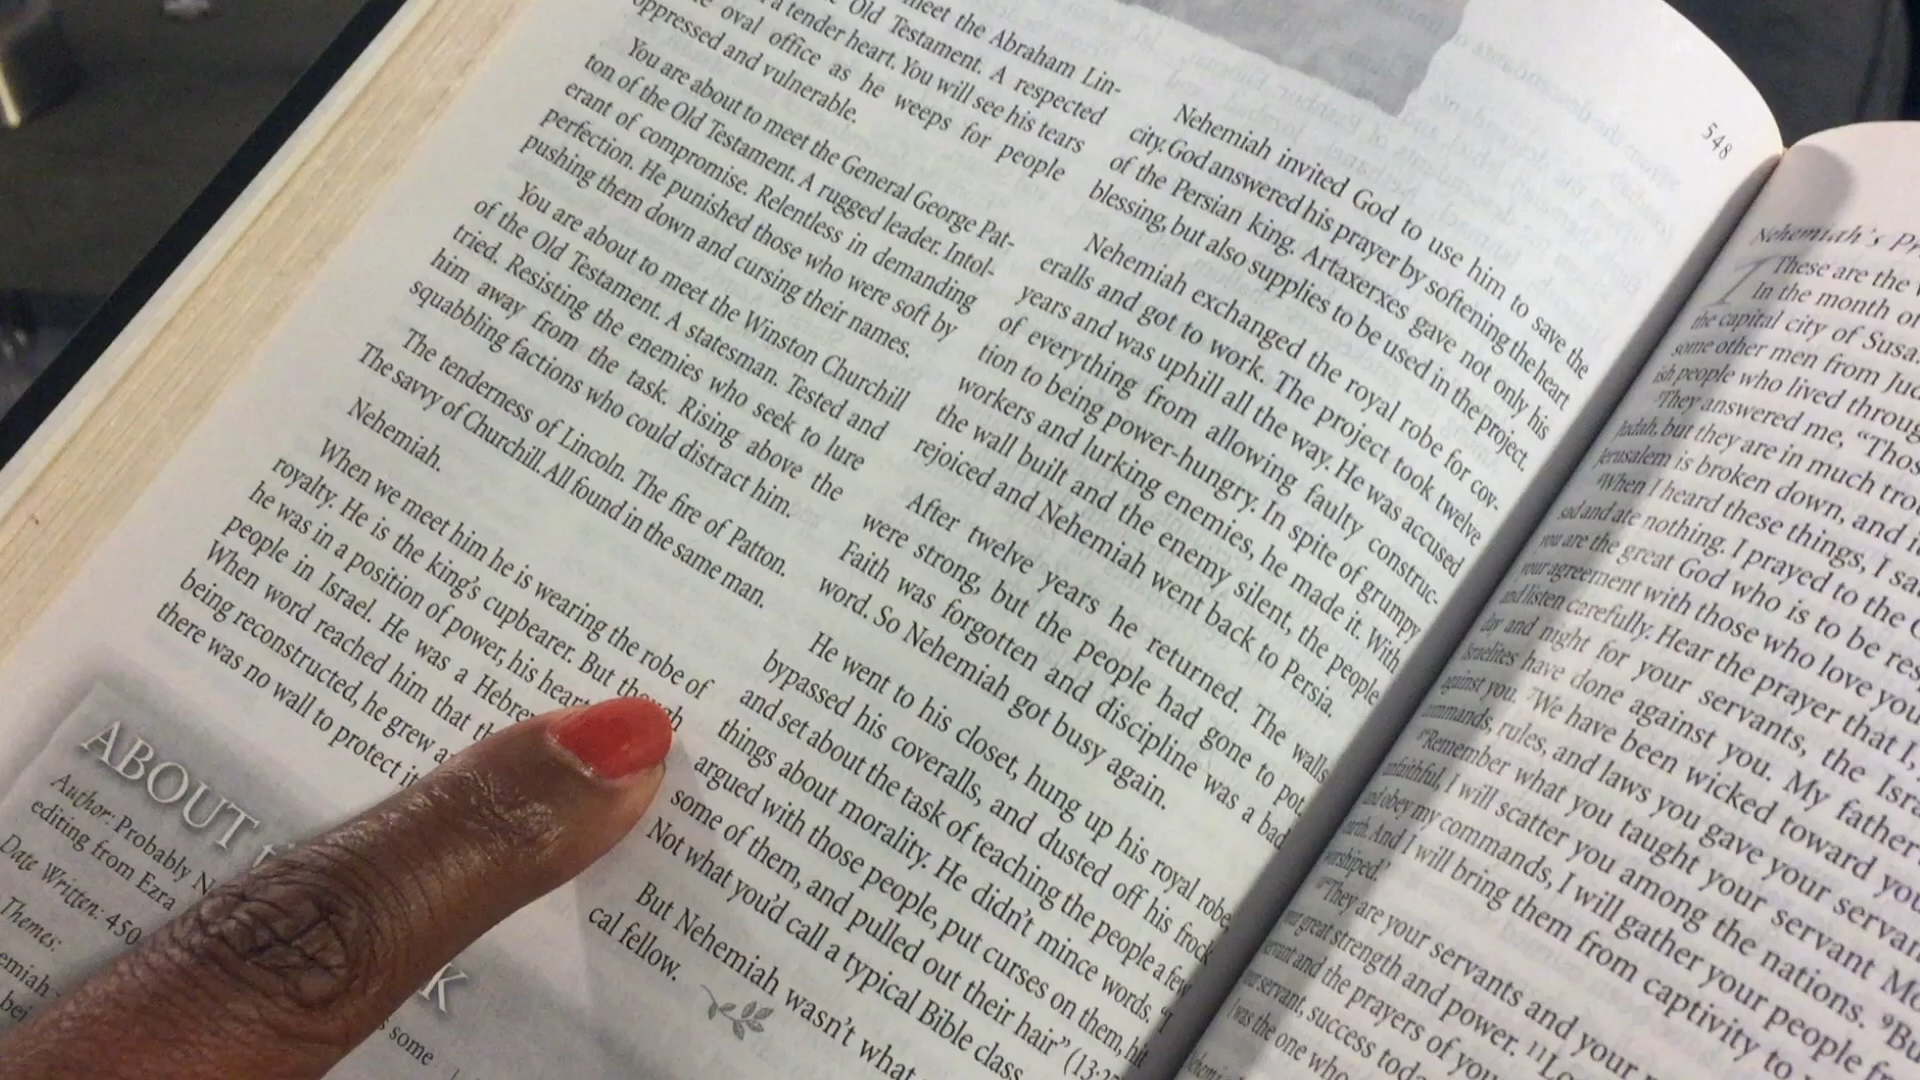 meet the Abraham Lin-
Old Testament. A respected
a tender heart. You will see his tears
oval office as he weeps for people
oppressed and vulnerable.
You are about to meet the General George Pat-
ton of the Old Testament. A rugged leader. Intol-
erant of compromise. Relentless in demanding
perfection. He punished those who were soft by
pushing them down and cursing their names.
You are about to meet the Winston Churchill
of the Old Testament. A statesman. Tested and
tried. Resisting the enemies who seek to lure
him away from the task. Rising above the
squabbling factions who could distract him.
The tenderness of Lincoln. The fire of Patton.
The savvy of Churchill. All found in the same man.
Nehemiah.
When we meet him he is wearing the robe of
royalty. He is the king's cupbearer. But
he was in a position of power, his heart
people in Israel. He was a
When word reached him that
being reconstructed, he grew
there was no wall to protect
ABOUT
Author: Probably
editing from Ezra
Date Written: 450
Themes:
some
548
Nehemiah invited God to use him to save the
city. God answered his prayer by softening the heart
of the Persian king. Artaxerxes gave not only his
blessing, but also supplies to be used in the project.
Nehemiah exchanged the royal robe for cov-
eralls and got to work. The project took twelve
years and was uphill all the way. He was accused
of everything from allowing faulty construc-
tion to being power-hungry. In spite of grumpy
workers and lurking enemies, he made it. With
the wall built and the enemy silent, the people
rejoiced and Nehemiah went back to Persia.
After twelve years he returned. The walls
were strong, but the people had gone to pot.
Faith was forgotten and discipline was a bad
word. So Nehemiah got busy again.
He went to his closet, hung up his royal robe,
bypassed his coveralls, and dusted off his frock
and set about the task of teaching the people a few
things about morality. He didn't mince words. "I
argued with those people, put curses on them, hit
some of them, and pulled out their hair" (13:25
Not what you'd call a typical Bible class
But Nehemiah wasn't what
cal fellow.
Nehemiah's
These are the
In the month of
the capital city of Susa.
some other men from
ish people who lived
They answered me,
Judah, but they are in much
Jerusalem is broken down, and
When I heard these things, I
sad and ate nothing. I prayed to the
you are the great God who is to be
your agreement with those who love you
and listen carefully. Hear the prayer that I,
day and night for your servants, the
Israelites have done against you. My
against you. 7We have been wicked toward
commands, rules, and laws you gave your
8Remember what you taught your servant
unfaithful, I will scatter you among the nations. 9
and obey my commands, I will gather your people
earth. And I will bring them from captivity to
worshiped.'
"They are your servants and your
great strength and power. 11
servant and the prayers of
your servant, success
I was the one who